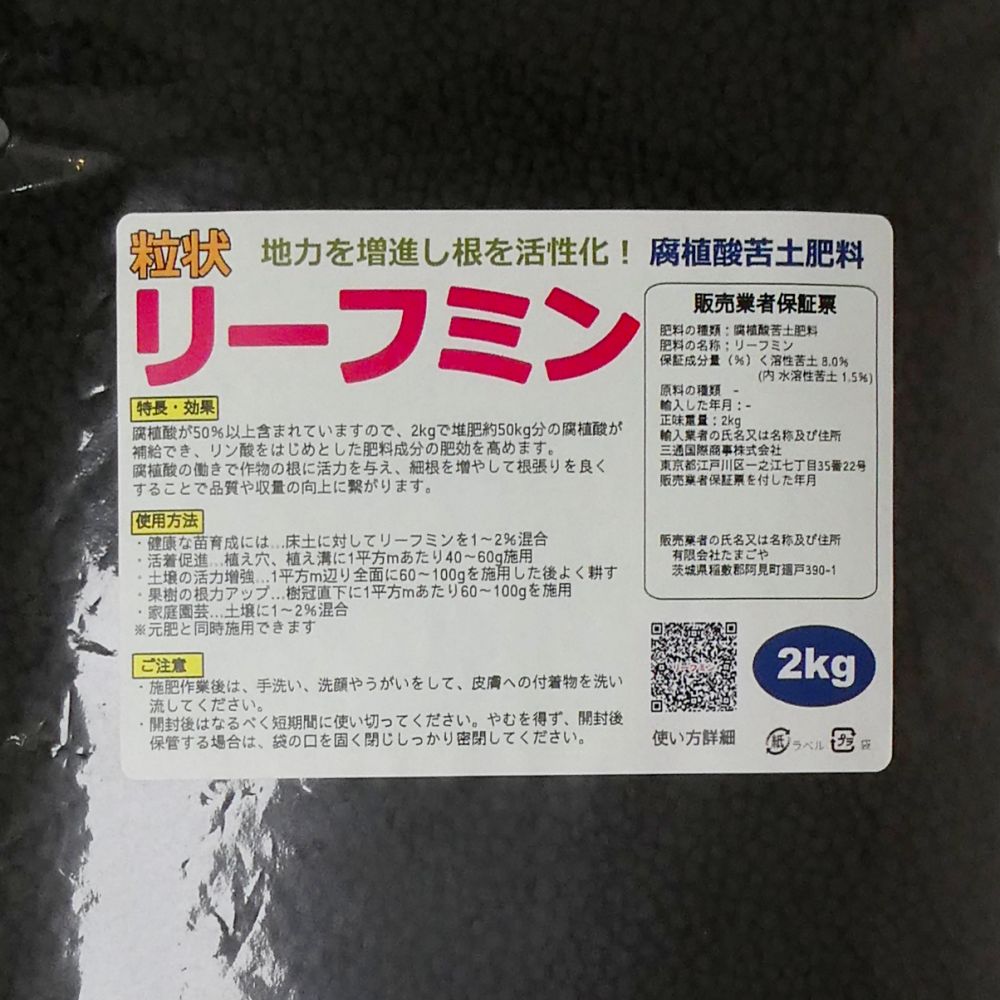 粒状
地力を増進し根を活性化！
腐植酸苦土肥料
リーフミン
特長・効果
腐植酸が50％以上含まれていますので、2kgで堆肥約50kg分の腐植酸が
補給でき、リン酸をはじめとした肥料成分の肥効を高めます。
腐植酸の働きで作物の根に活力を与え、細根を増やして根張りを良く
することで品質や収量の向上に繋がります。
使用方法
・健康な苗育成には…床土に対してリーフミンを1～2％混合
・活着促進…植え穴、植え溝に1平方mあたり40～60g施用
・土壌の活力増強…1平方m辺り全面に60～100gを施用した後よく耕す
・果樹の根力アップ…樹冠直下に1平方mあたり60～100gを施用
・家庭園芸…土壌に1～2％混合
※元肥と同時施用できます
ご注意
・施肥作業後は、手洗い、洗顔やうがいをして、皮膚への付着物を洗い
流してください。
・開封後はなるべく短期間に使い切ってください。やむを得ず、開封後
保管する場合は、袋の口を固く閉じしっかり密閉してください。
販売業者保証票
肥料の種類：腐植酸苦土肥料
肥料の名称：リーフミン
保証成分量（％）く溶性苦土 8.0％
(内 水溶性苦土 1.5％)
原料の種類 -
輸入した年月：-
正味重量：2kg
輸入業者の氏名又は名称及び住所
三通国際商事株式会社
東京都江戸川区一之江七丁目35番22号
販売業者保証票を付した年月
販売業者の氏名又は名称及び住所
有限会社たまごや
茨城県稲敷郡阿見町廻戸390-1
リーフミン
2kg
使い方詳細
紙 ラベル プラ 袋